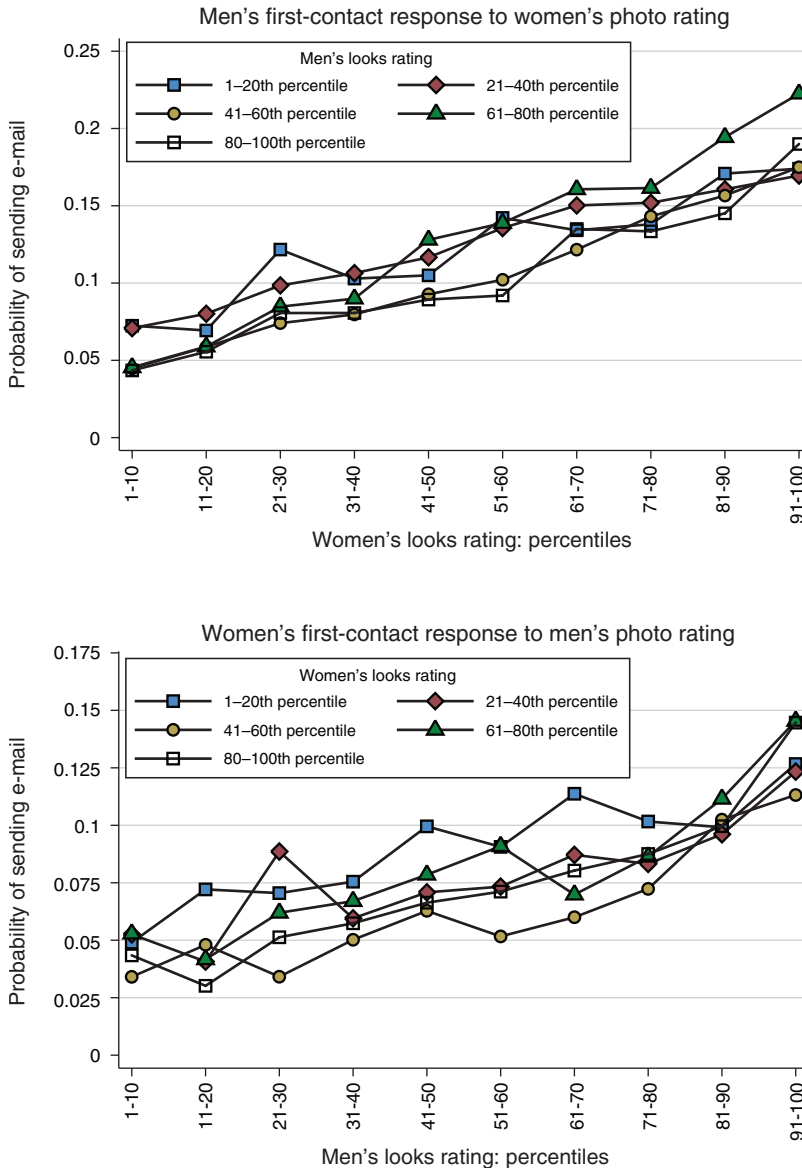 Men’s first-contact response to women’s photo rating
0.25
0.2
0.15
0.1
0.05
0
Probability of sending e-mail
Men’s looks rating
1–20th percentile
21–40th percentile
41–60th percentile
61–80th percentile
80–100th percentile
1-10
11-20
21-30
31-40
41-50
51-60
61-70
71-80
81-90
91-100
Women’s looks rating: percentiles
Women’s first-contact response to men’s photo rating
0.175
0.15
0.125
0.1
0.075
0.05
0.025
0
Probability of sending e-mail
Women’s looks rating
1–20th percentile
21–40th percentile
41–60th percentile
61–80th percentile
80–100th percentile
1-10
11-20
21-30
31-40
41-50
51-60
61-70
71-80
81-90
91-100
Men’s looks rating: percentiles